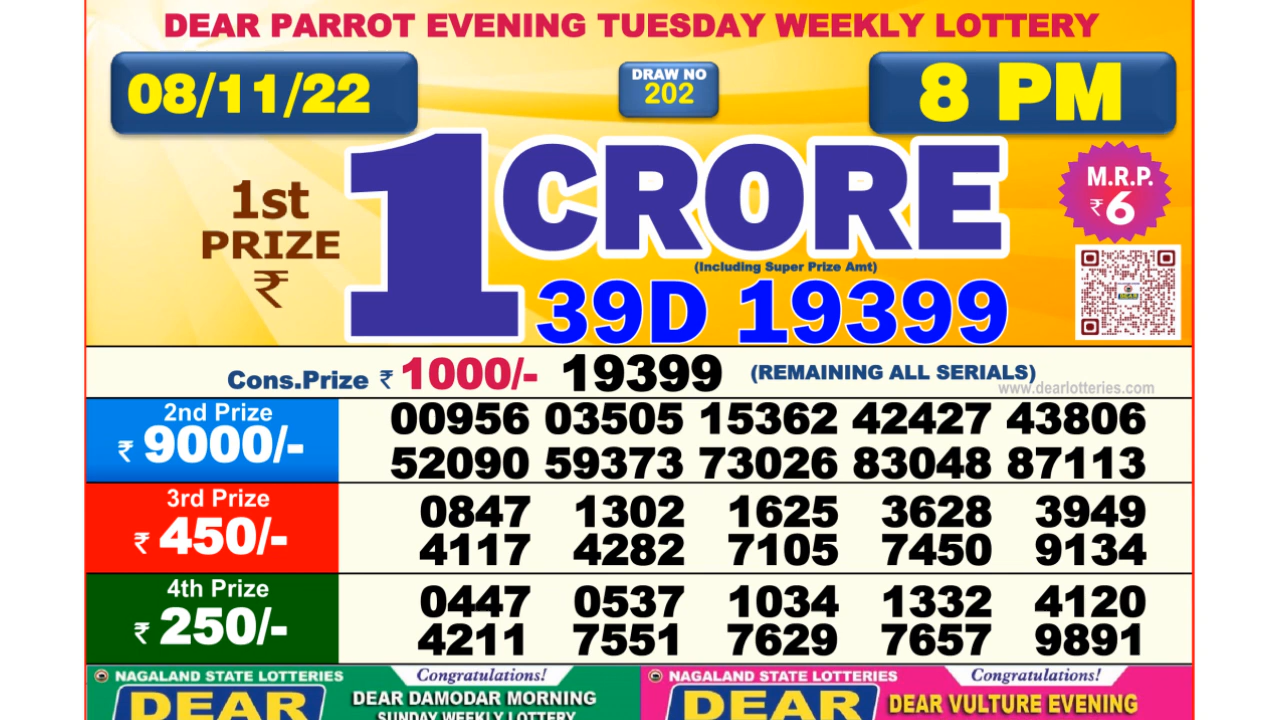 DEAR PARROT EVENING TUESDAY WEEKLY LOTTERY
08/11/22
DRAW NO
202
8 PM
1st
PRIZE
₹
1 CRORE
(Including Super Prize Amt)
39D 19399
M.R.P.
₹6
DEAR
Cons.Prize ₹ 1000/- 19399 (REMAINING ALL SERIALS)
www.dearlotteries.com
2nd Prize
₹ 9000/-
00956 03505 15362 42427 43806
52090 59373 73026 83048 87113
3rd Prize
₹ 450/-
0847 1302 1625 3628 3949
4117 4282 7105 7450 9134
4th Prize
₹ 250/-
0447 0537 1034 1332 4120
4211 7551 7629 7657 9891
NAGALAND STATE LOTTERIES
Congratulations!
DEAR
DEAR DAMODAR MORNING
SUNDAY WEEKLY LOTTERY
NAGALAND STATE LOTTERIES
Congratulations!
DEAR
DEAR VULTURE EVENING